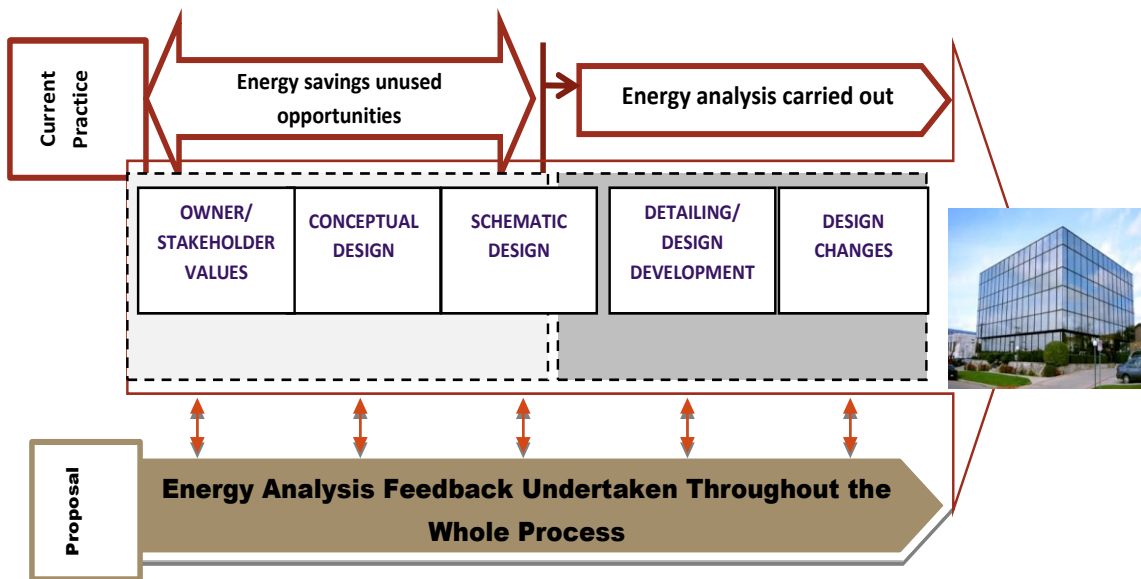 Current
Practice
Energy savings unused
opportunities
Energy analysis carried out
OWNER/
STAKEHOLDER
VALUES
CONCEPTUAL
DESIGN
SCHEMATIC
DESIGN
DETAILING/
DESIGN
DEVELOPMENT
DESIGN
CHANGES
Proposal
Energy Analysis Feedback Undertaken Throughout the
Whole Process